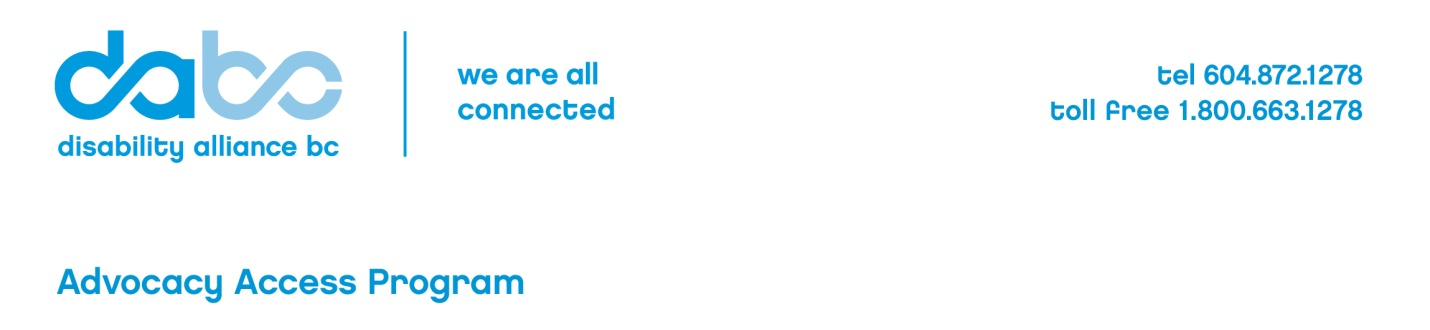 dabc
disability alliance bc
we are all
connected
tel 604.872.1278
toll free 1.800.663.1278
Advocacy Access Program